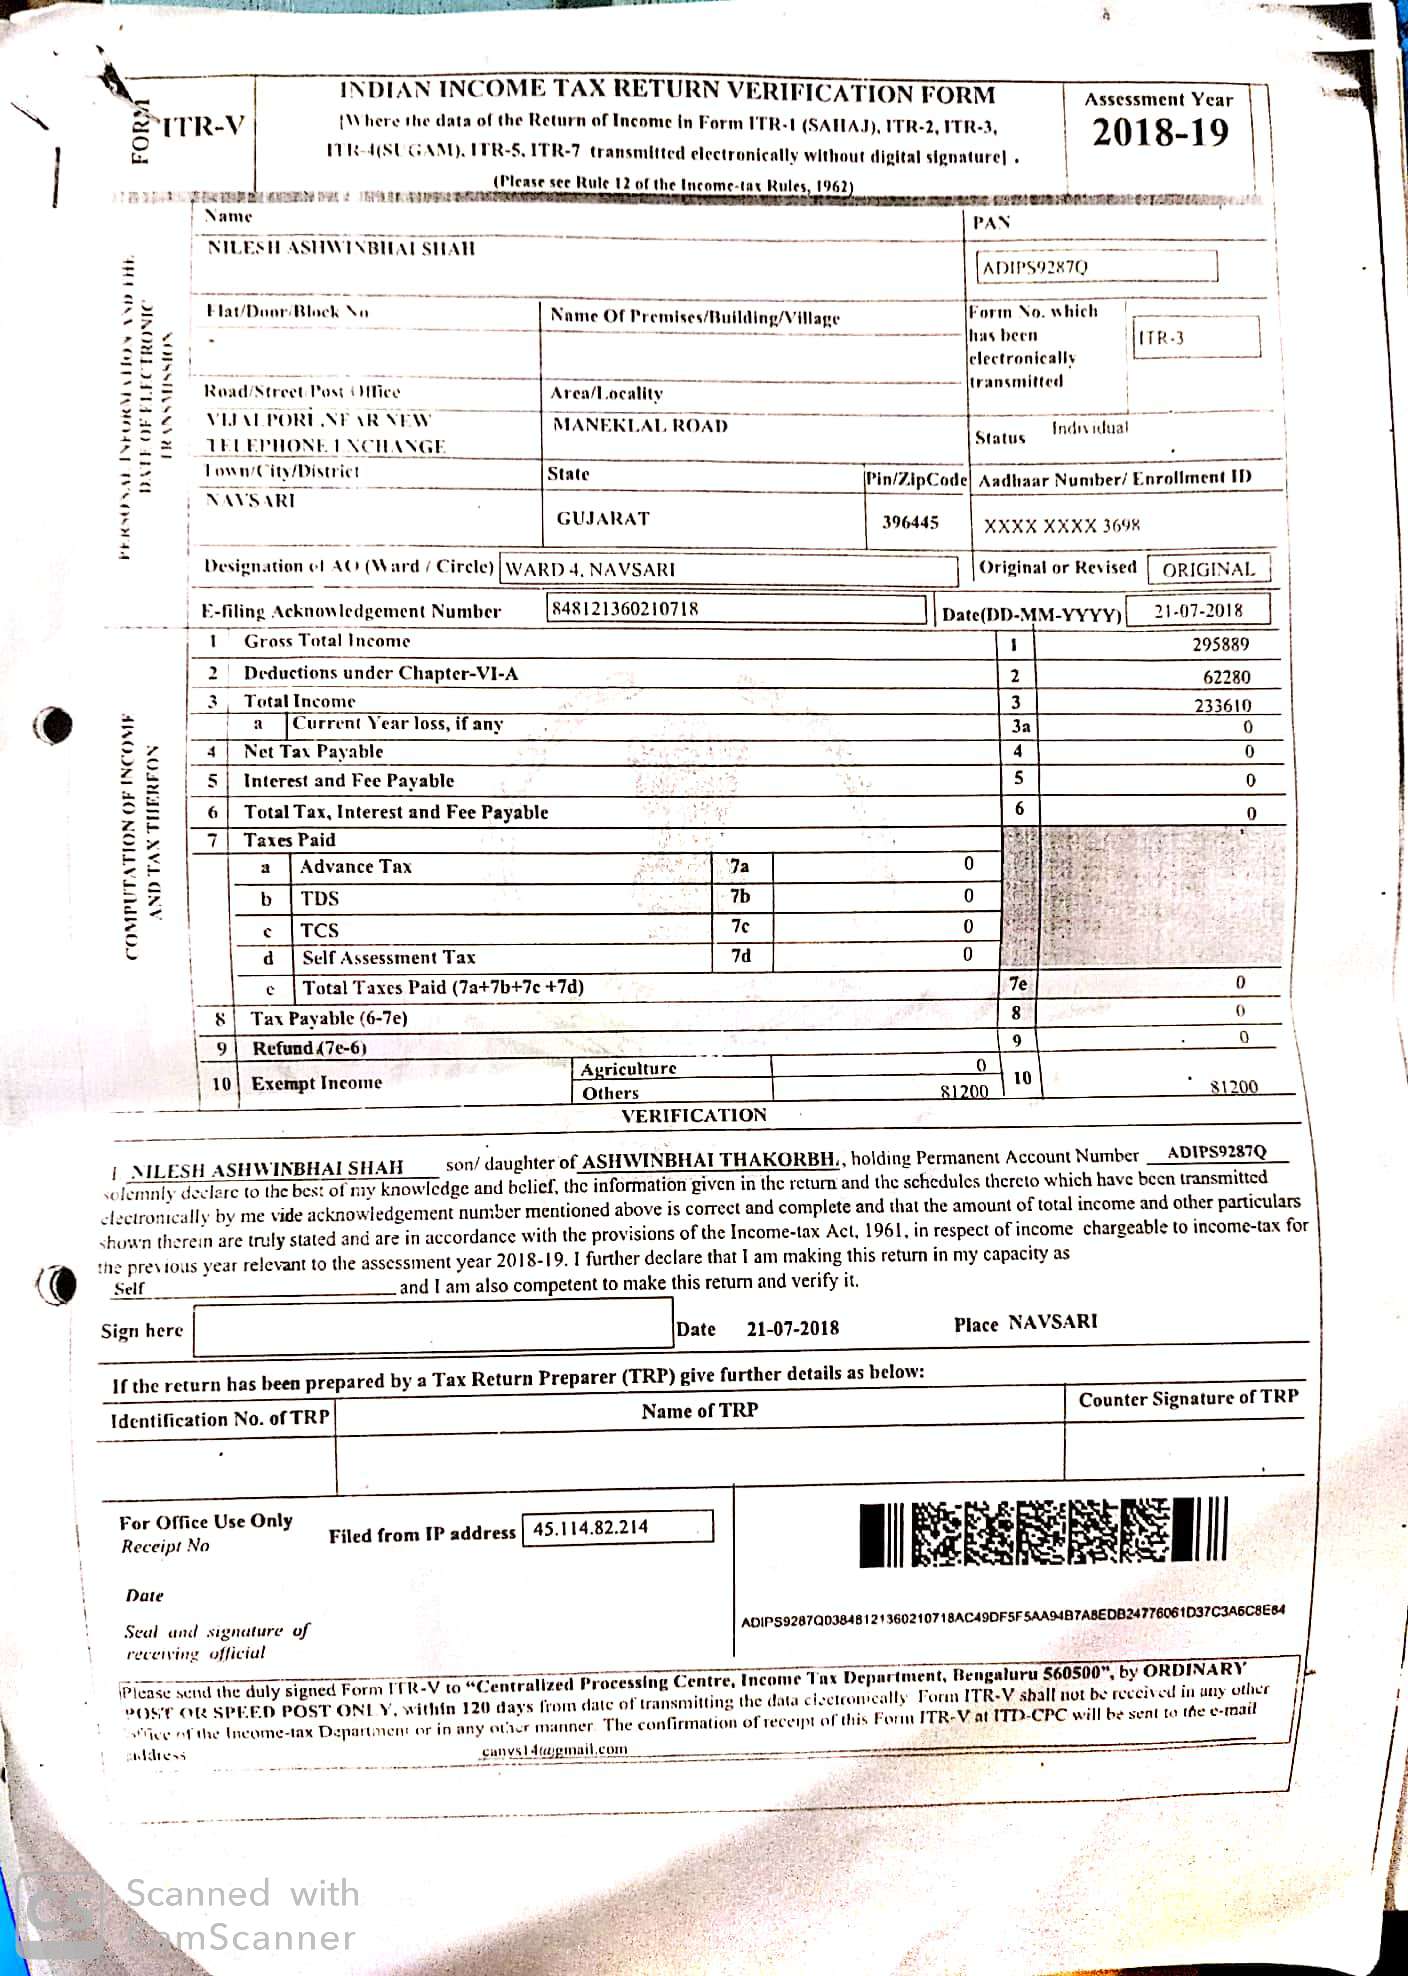 FORM
ITR-V
INDIAN INCOME TAX RETURN VERIFICATION FORM
[Where the data of the Return of Income in Form ITR-1 (SAHAJ), ITR-2, ITR-3,
ITR-4(SUGAM), ITR-5, ITR-7 transmitted electronically without digital signature] .
(Please see Rule 12 of the Income-tax Rules, 1962)
Assessment Year
2018-19
PERSONAL INFORMATION AND THE
DATE OF ELECTRONIC
TRANSMISSION
Name
NILESH ASHWINBHAI SHAH
PAN
ADIPS9287Q
Flat/Door/Block No
Name Of Premises/Building/Village
Form No. which
has been
electronically
transmitted
ITR-3
Road/Street/Post Office
VIJALPORE ,NEAR NEW
TELEPHONE EXCHANGE
Area/Locality
MANEKLAL ROAD
Status Individual
Town/City/District
NAVSARI
State
GUJARAT
Pin/ZipCode
396445
Aadhaar Number/ Enrollment ID
XXXX XXXX 3698
Designation of AO (Ward / Circle) WARD 4, NAVSARI
Original or Revised ORIGINAL
E-filing Acknowledgement Number 848121360210718
Date(DD-MM-YYYY) 21-07-2018
COMPUTATION OF INCOME
AND TAX THEREON
1 Gross Total Income 1 295889
2 Deductions under Chapter-VI-A 2 62280
3 Total Income 3 233610
a Current Year loss, if any 3a 0
4 Net Tax Payable 4 0
5 Interest and Fee Payable 5 0
6 Total Tax, Interest and Fee Payable 6 0
7 Taxes Paid
a Advance Tax 7a 0
b TDS 7b 0
c TCS 7c 0
d Self Assessment Tax 7d 0
e Total Taxes Paid (7a+7b+7c +7d) 7e 0
8 Tax Payable (6-7e) 8 0
9 Refund (7e-6) 9 0
10 Exempt Income
Agriculture 0
Others 81200
10 81200
VERIFICATION
I NILESH ASHWINBHAI SHAH son/ daughter of ASHWINBHAI THAKORBH., holding Permanent Account Number ADIPS9287Q
solemnly declare to the best of my knowledge and belief, the information given in the return and the schedules thereto which have been transmitted
electronically by me vide acknowledgement number mentioned above is correct and complete and that the amount of total income and other particulars
shown therein are truly stated and are in accordance with the provisions of the Income-tax Act, 1961, in respect of income chargeable to income-tax for
the previous year relevant to the assessment year 2018-19. I further declare that I am making this return in my capacity as
Self and I am also competent to make this return and verify it.
Sign here
Date 21-07-2018
Place NAVSARI
If the return has been prepared by a Tax Return Preparer (TRP) give further details as below:
Identification No. of TRP
Name of TRP
Counter Signature of TRP
For Office Use Only
Receipt No
Date
Seal and signature of
receiving official
Filed from IP address 45.114.82.214
ADIPS9287Q03848121360210718AC49DF5F5AA94B7A8EDB24776061D37C3A6C8E84
Please send the duly signed Form ITR-V to "Centralized Processing Centre, Income Tax Department, Bengaluru 560500", by ORDINARY
POST OR SPEED POST ONLY, within 120 days from date of transmitting the data electronically Form ITR-V shall not be received in any other
office of the Income-tax Department or in any other manner The confirmation of receipt of this Form ITR-V at ITD-CPC will be sent to the e-mail
address canvs14@gmail.com
CS
Scanned with
CamScanner